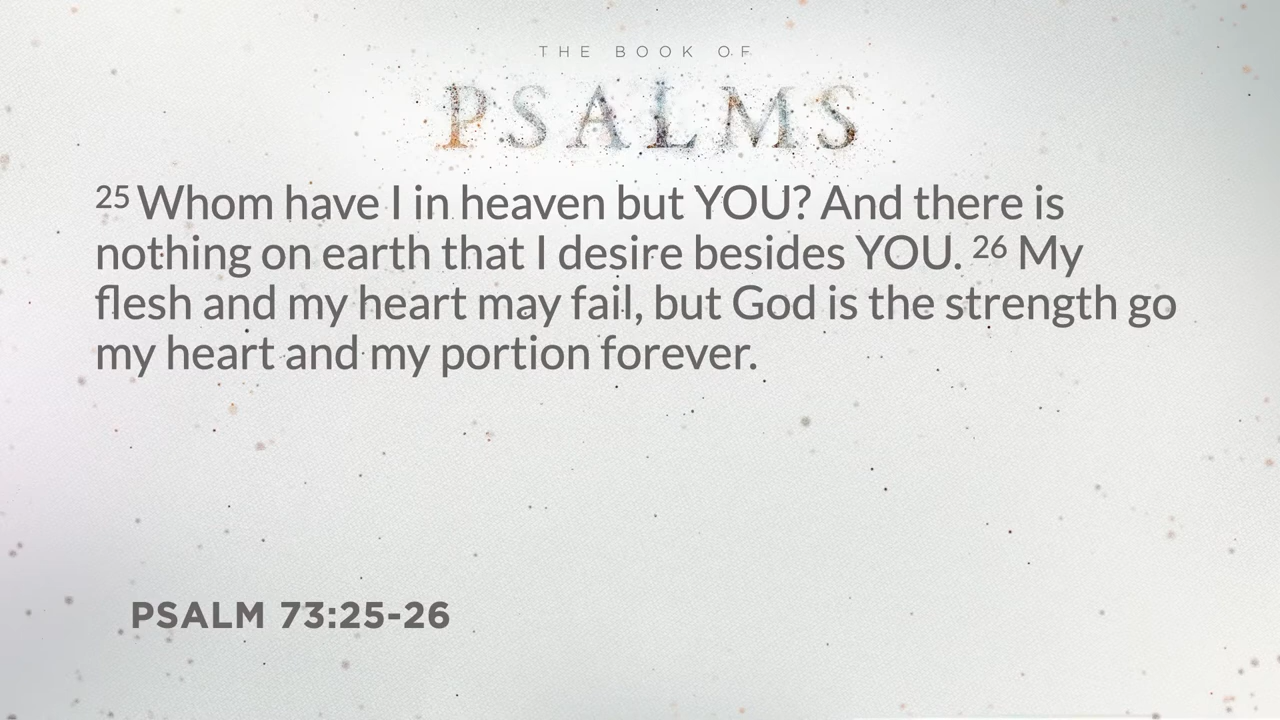 THE BOOK OF
PSALMS
25 Whom have I in heaven but YOU? And there is
nothing on earth that I desire besides YOU. 26 My
flesh and my heart may fail, but God is the strength go
my heart and my portion forever.
PSALM 73:25-26